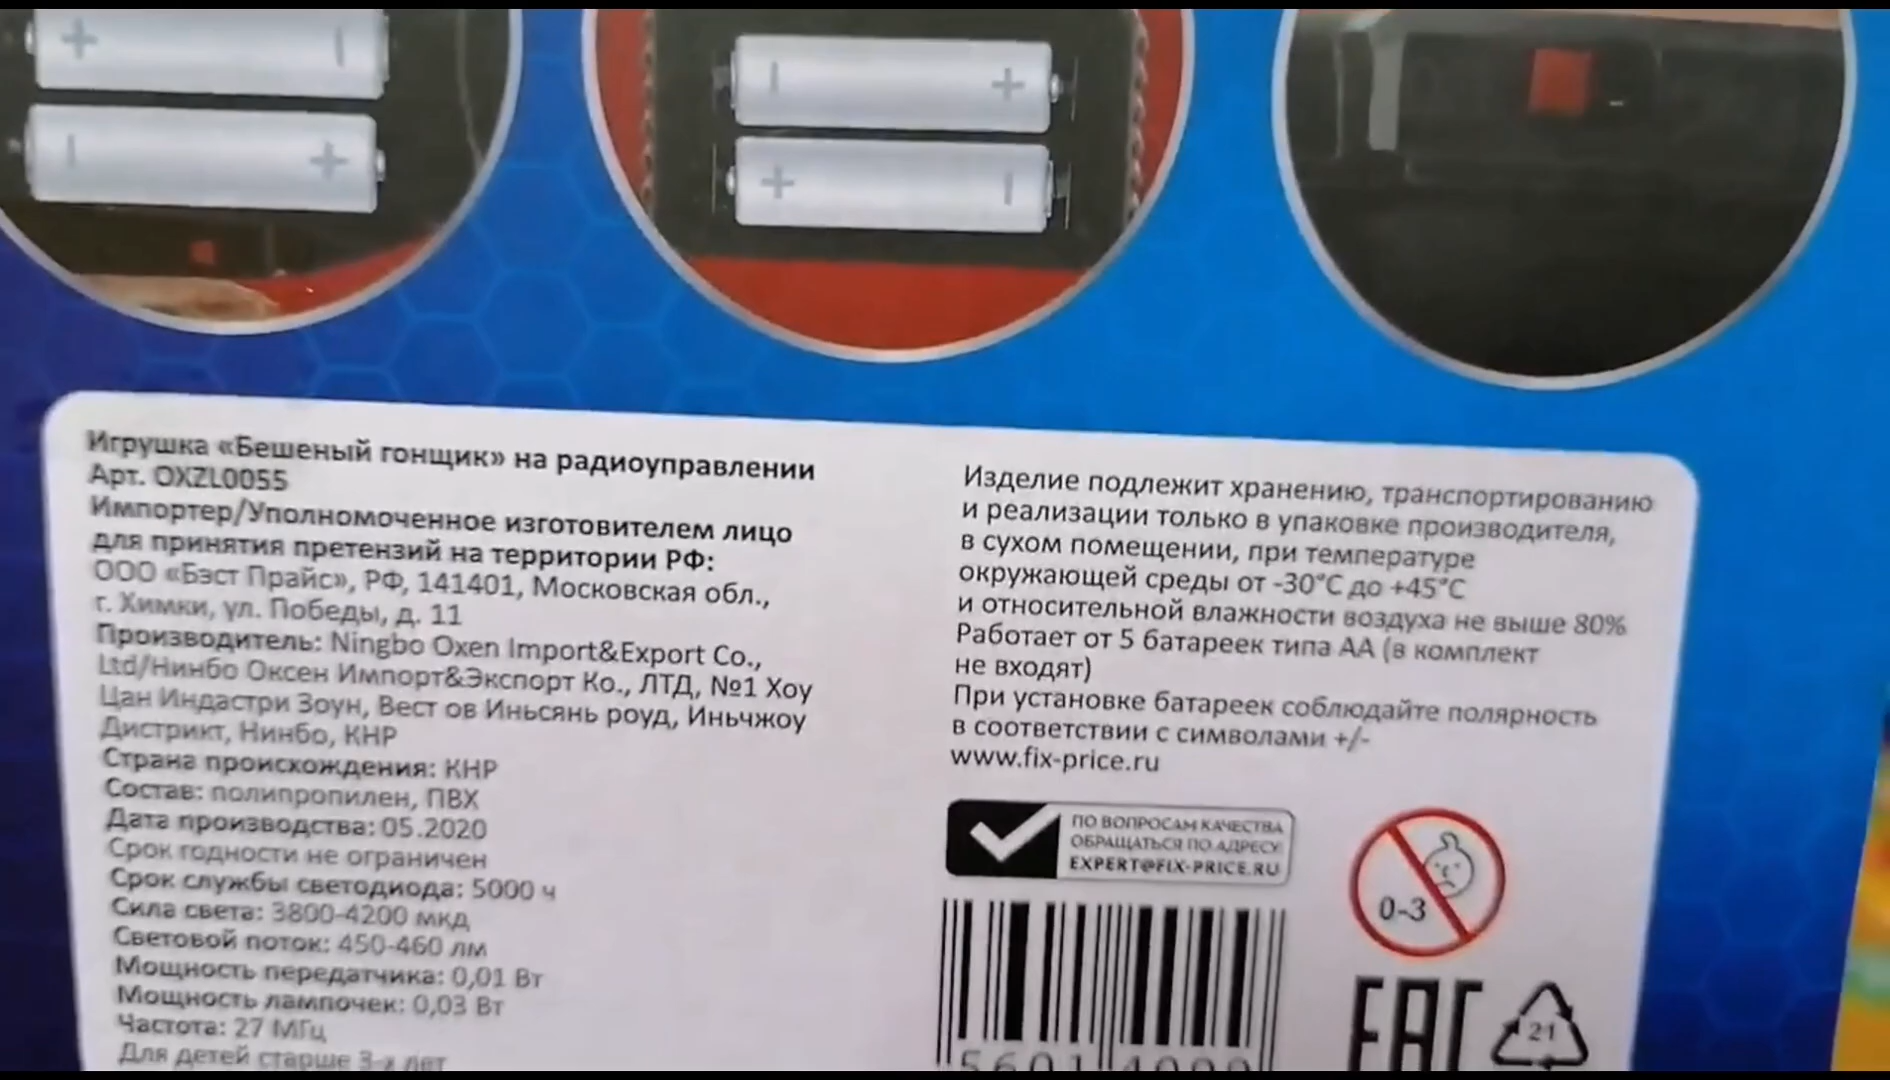 Игрушка «Бешеный гонщик» на радиоуправлении
Арт. OXZL0055
Импортер/Уполномоченное изготовителем лицо
для принятия претензий на территории РФ:
ООО «Бэст Прайс», РФ, 141401, Московская обл.,
г. Химки, ул. Победы, д. 11
Производитель: Ningbo Oxen Import&Export Co.,
Ltd/Нинбо Оксен Импорт&Экспорт Ко., ЛТД, №1 Хоу
Цан Индастри Зоун, Вест ов Иньсянь роуд, Иньчжоу
Дистрикт, Нинбо, КНР
Страна происхождения: КНР
Состав: полипропилен, ПВХ
Дата производства: 05.2020
Срок годности не ограничен
Срок службы светодиода: 5000 ч
Сила света: 3800-4200 мкд
Световой поток: 450-460 лм
Мощность передатчика: 0,01 Вт
Мощность лампочек: 0,03 Вт
Частота: 27 МГц
Для детей старше 3-х лет
Изделие подлежит хранению, транспортированию
и реализации только в упаковке производителя,
в сухом помещении, при температуре
окружающей среды от -30°С до +45°С
и относительной влажности воздуха не выше 80%
Работает от 5 батареек типа АА (в комплект
не входят)
При установке батареек соблюдайте полярность
в соответствии с символами +/-
www.fix-price.ru
ПО ВОПРОСАМ КАЧЕСТВА
ОБРАЩАТЬСЯ ПО АДРЕСУ:
EXPERT@FIX-PRICE.RU
0-3
EAC
21